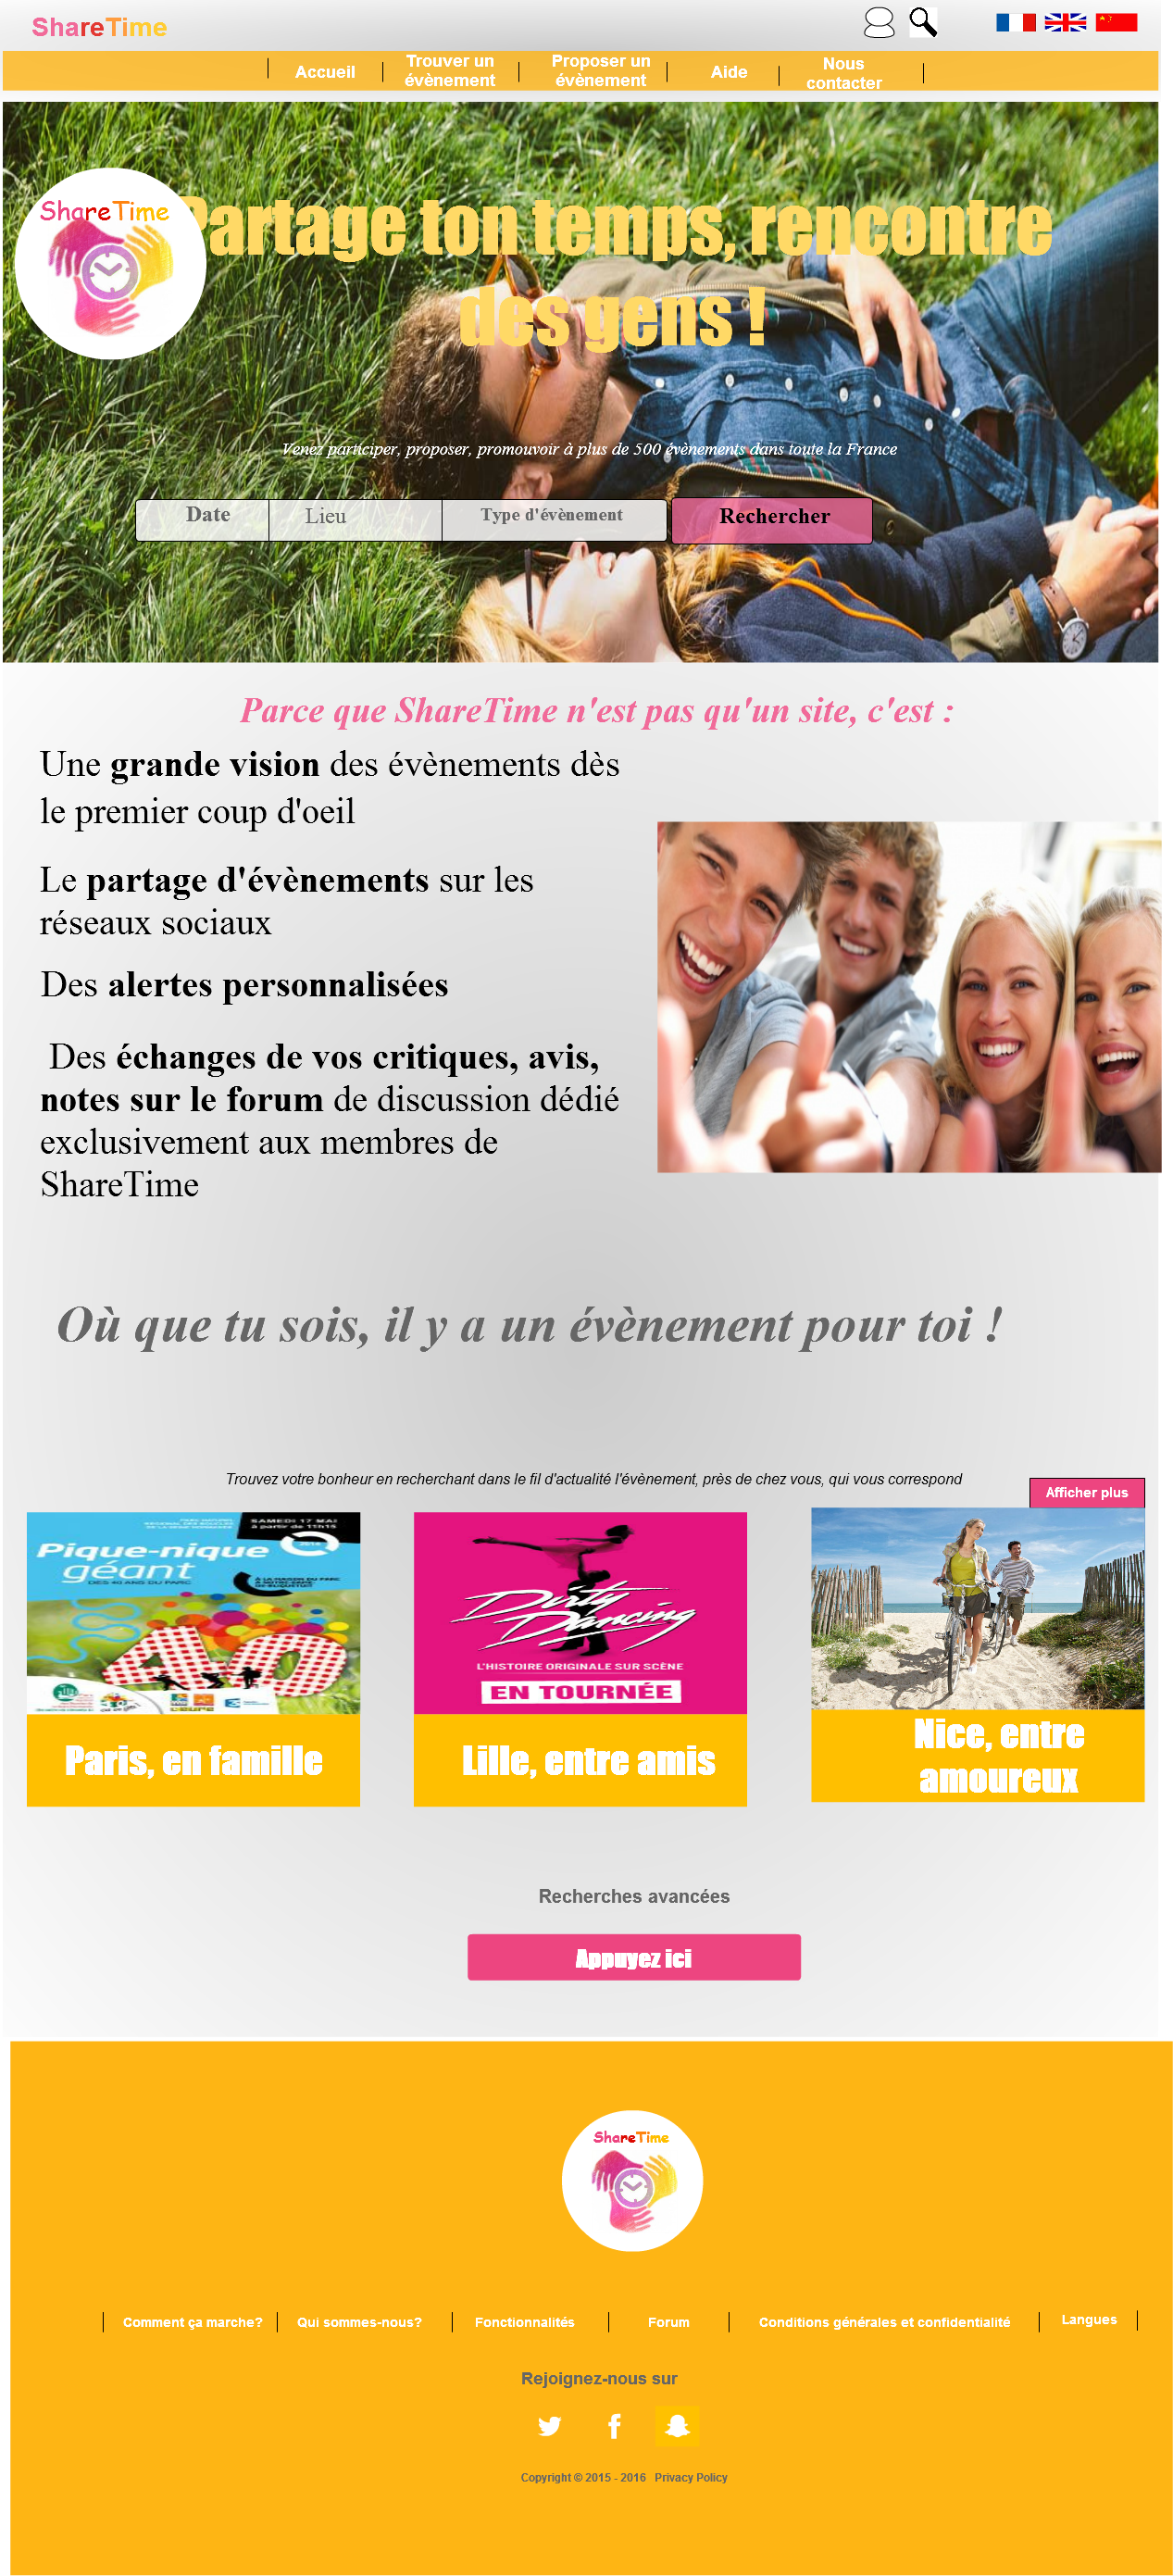 ShareTime
Accueil
Trouver un
évènement
Proposer un
évènement
Aide
Nous
contacter
ShareTime
Partage ton temps, rencontre
des gens !
Venez participer, proposer, promouvoir à plus de 500 évènements dans toute la France
Date
Lieu
Type d'évènement
Rechercher
Parce que ShareTime n'est pas qu'un site, c'est :
Une grande vision des évènements dès
le premier coup d'oeil
Le partage d'évènements sur les
réseaux sociaux
Des alertes personnalisées
Des échanges de vos critiques, avis,
notes sur le forum de discussion dédié
exclusivement aux membres de
ShareTime
Où que tu sois, il y a un évènement pour toi !
Trouvez votre bonheur en recherchant dans le fil d'actualité l'évènement, près de chez vous, qui vous correspond
Afficher plus
SAMEDI 17 MAI
à partir de 11h15
Pique-nique
géant
DES 40 ANS DU PARC
40
Paris, en famille
Dirty
Dancing
L'HISTOIRE ORIGINALE SUR SCÈNE
EN TOURNÉE
Lille, entre amis
Nice, entre
amoureux
Recherches avancées
Appuyez ici
ShareTime
Comment ça marche?
Qui sommes-nous?
Fonctionnalités
Forum
Conditions générales et confidentialité
Langues
Rejoignez-nous sur
Copyright © 2015 - 2016 Privacy Policy